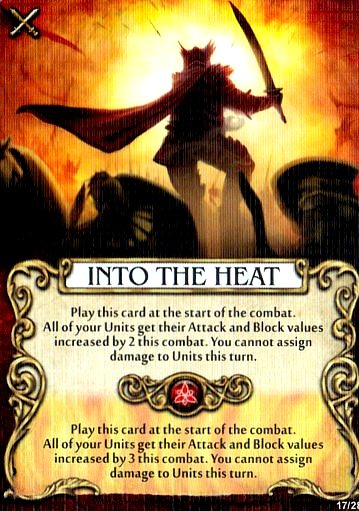 INTO THE HEAT
Play this card at the start of the combat.
All of your Units get their Attack and Block values
increased by 2 this combat. You cannot assign
damage to Units this turn.
Play this card at the start of the combat.
All of your Units get their Attack and Block values
increased by 3 this combat. You cannot assign
damage to Units this turn.